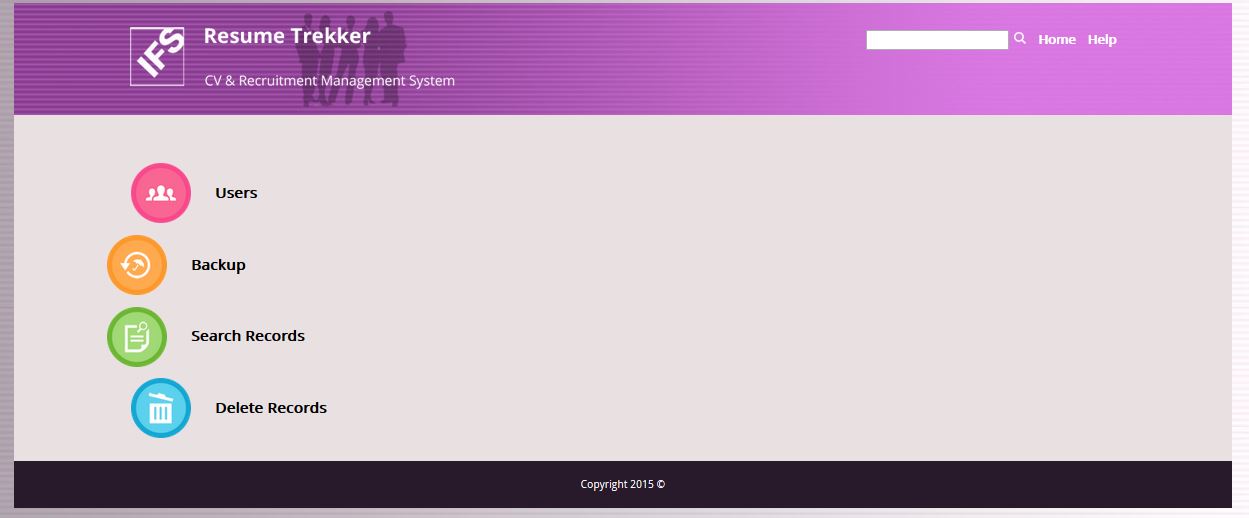 IFS
Resume Trekker
CV & Recruitment Management System
Home Help
Users
Backup
Search Records
Delete Records
Copyright 2015 ©